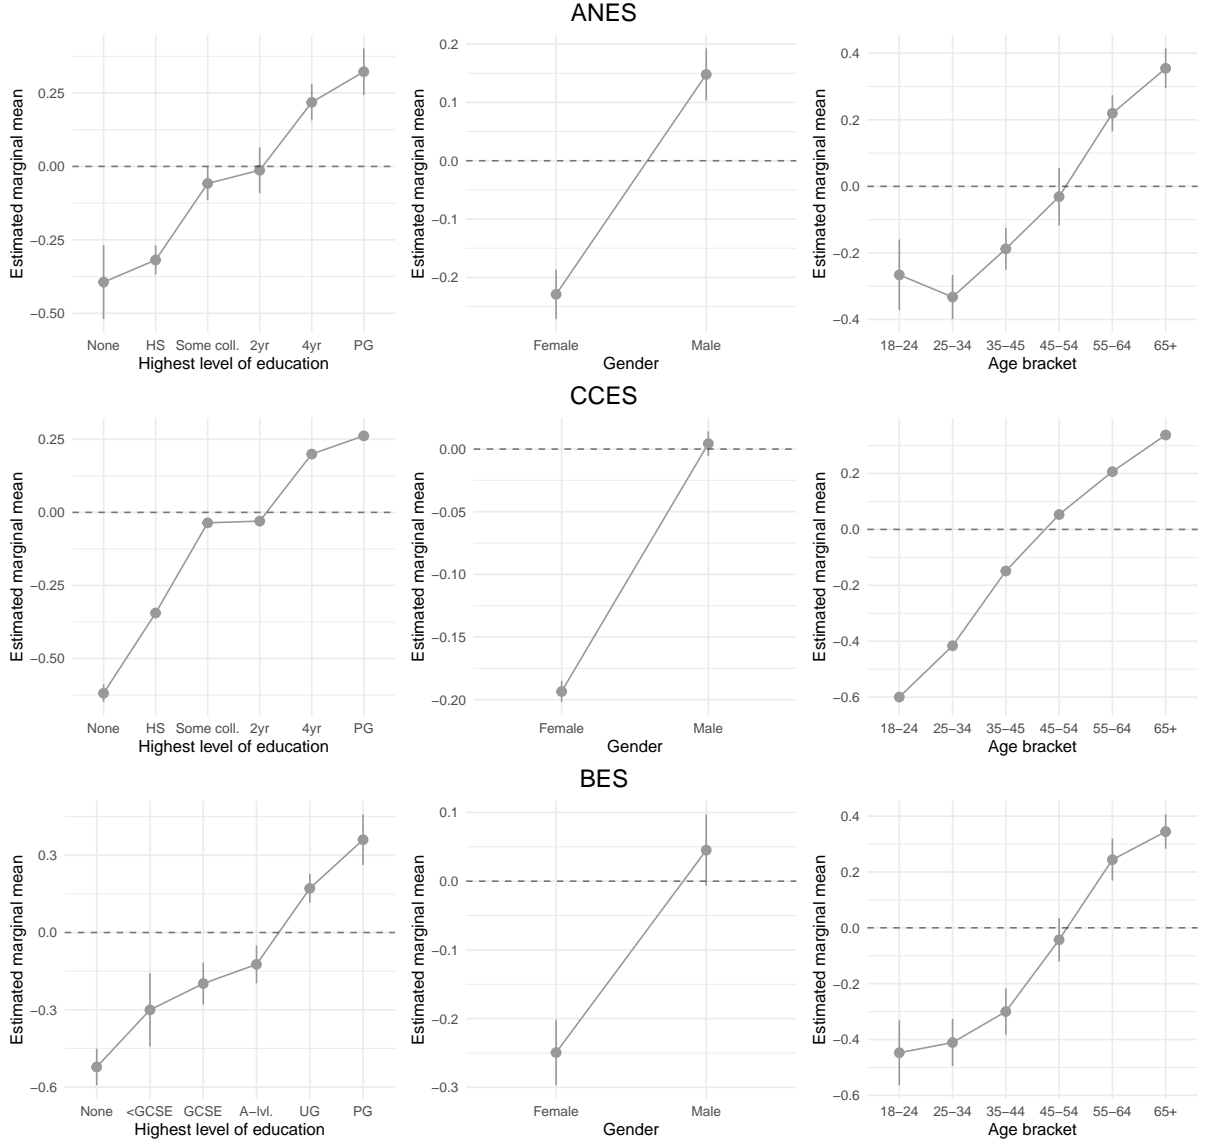 ANES
Estimated marginal mean
0.25
0.00
−0.25
−0.50
None HS Some coll. 2yr 4yr PG
Highest level of education
Estimated marginal mean
0.2
0.1
0.0
−0.1
−0.2
Female Male
Gender
Estimated marginal mean
0.4
0.2
0.0
−0.2
−0.4
18−24 25−34 35−45 45−54 55−64 65+
Age bracket
CCES
Estimated marginal mean
0.25
0.00
−0.25
−0.50
None HS Some coll. 2yr 4yr PG
Highest level of education
Estimated marginal mean
0.00
−0.05
−0.10
−0.15
−0.20
Female Male
Gender
Estimated marginal mean
0.2
0.0
−0.2
−0.4
−0.6
18−24 25−34 35−45 45−54 55−64 65+
Age bracket
BES
Estimated marginal mean
0.3
0.0
−0.3
−0.6
None <GCSE GCSE A−lvl. UG PG
Highest level of education
Estimated marginal mean
0.1
0.0
−0.1
−0.2
−0.3
Female Male
Gender
Estimated marginal mean
0.4
0.2
0.0
−0.2
−0.4
−0.6
18−24 25−34 35−44 45−54 55−64 65+
Age bracket